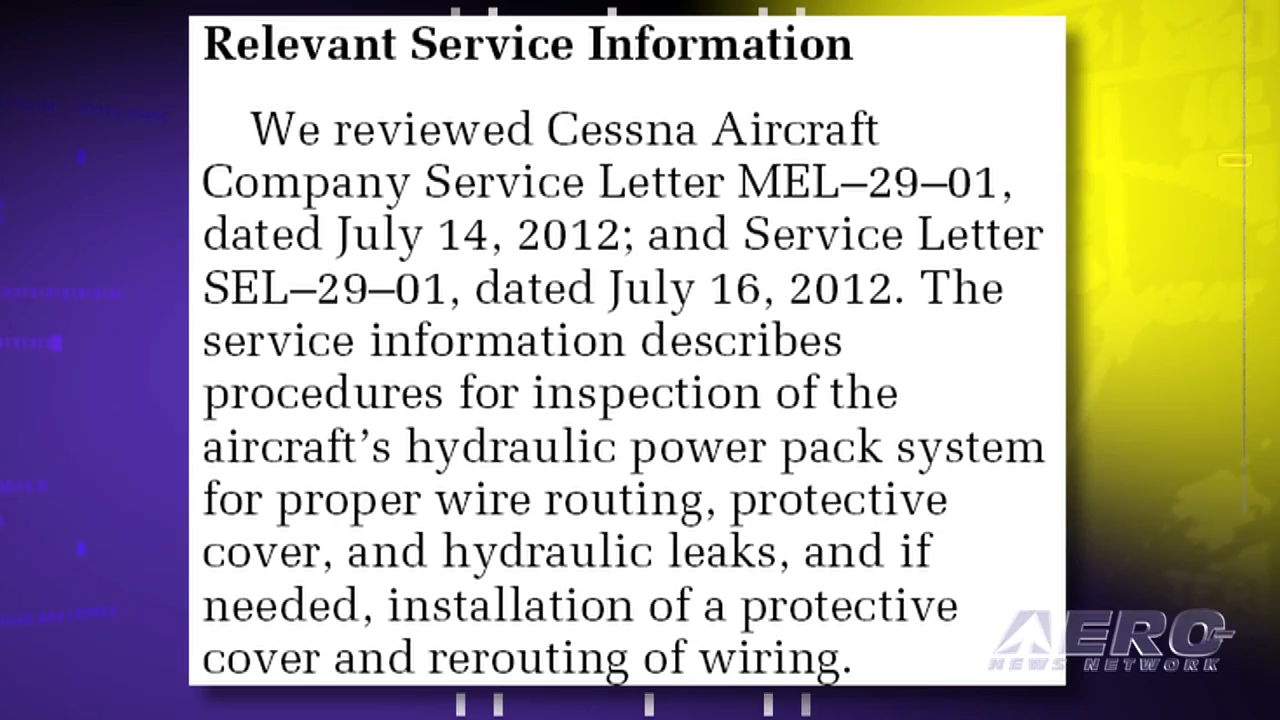 Relevant Service Information
We reviewed Cessna Aircraft
Company Service Letter MEL–29–01,
dated July 14, 2012; and Service Letter
SEL–29–01, dated July 16, 2012. The
service information describes
procedures for inspection of the
aircraft’s hydraulic power pack system
for proper wire routing, protective
cover, and hydraulic leaks, and if
needed, installation of a protective
cover and rerouting of wiring.
AERO-
NEWS NETWORK